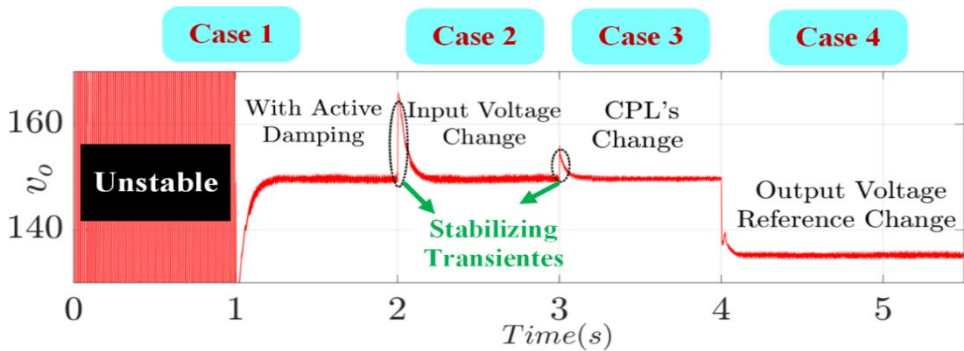 Case 1
Case 2
Case 3
Case 4
160
140
v_o
Unstable
With Active
Damping
Input Voltage
Change
CPL's
Change
Output Voltage
Reference Change
Stabilizing
Transientes
0 1 2 3 4 5
Time(s)